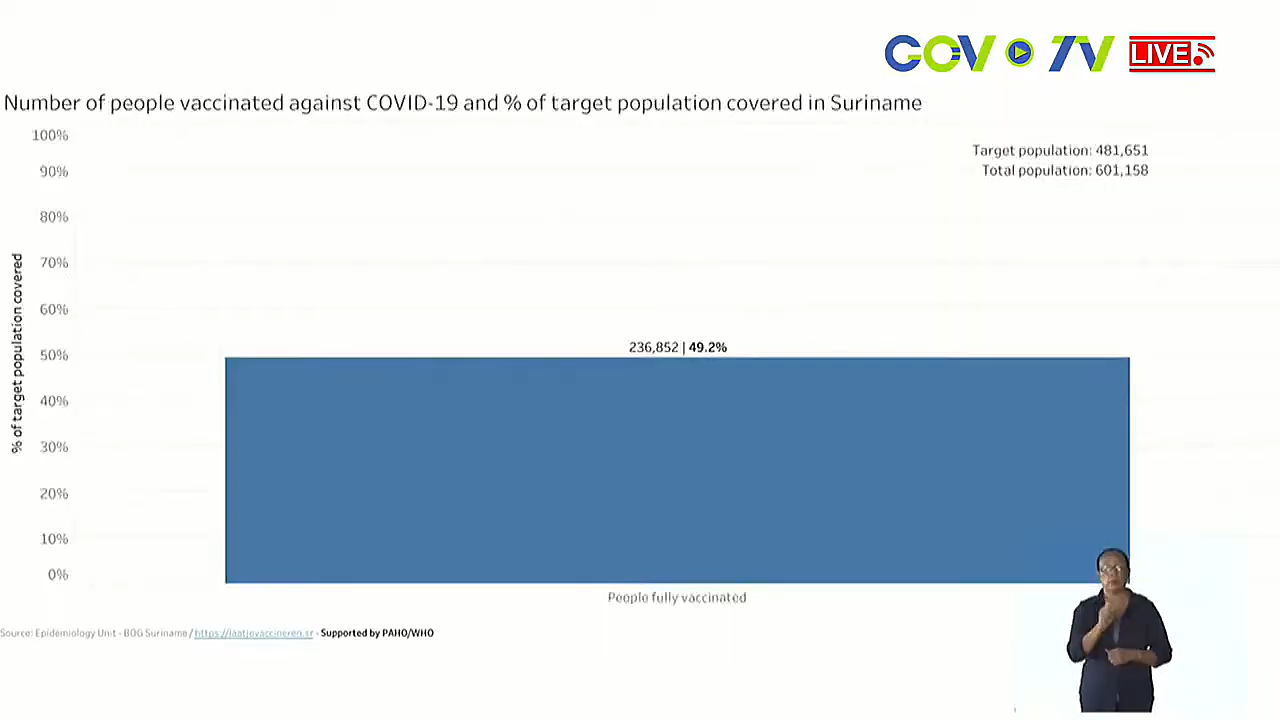 GOV TV LIVE
Number of people vaccinated against COVID-19 and % of target population covered in Suriname
Target population: 481,651
Total population: 601,158
% of target population covered
100%
90%
80%
70%
60%
50%
40%
30%
20%
10%
0%
236,852 | 49.2%
People fully vaccinated
Source: Epidemiology Unit - BOG Suriname / https://laatjevaccineren.sr - Supported by PAHO/WHO